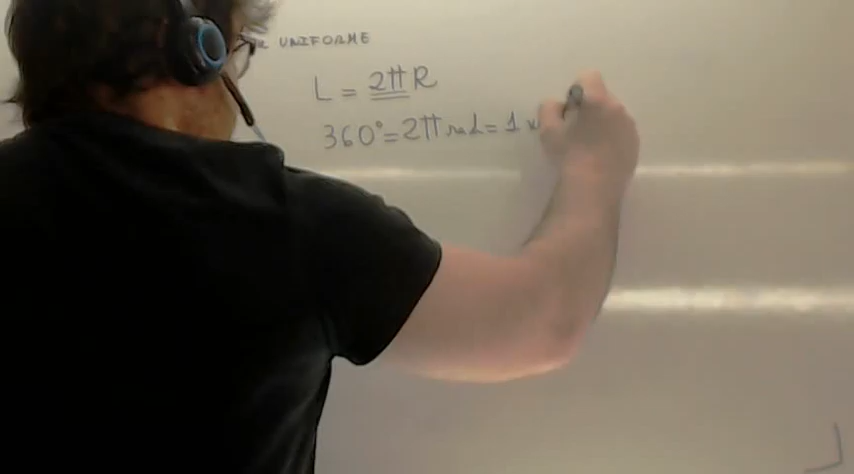 UNIFORME
L = 2π R
360° = 2π rad = 1